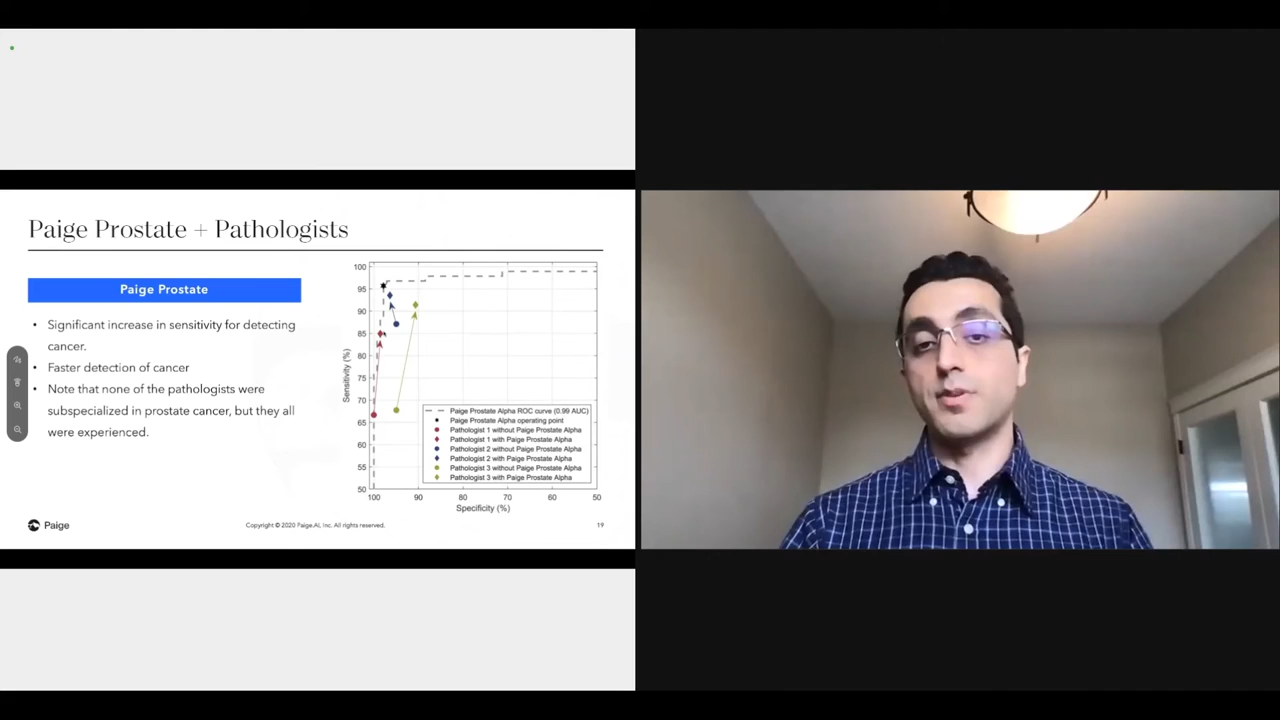 Paige Prostate + Pathologists
Paige Prostate
• Significant increase in sensitivity for detecting
cancer.
• Faster detection of cancer
• Note that none of the pathologists were
subspecialized in prostate cancer, but they all
were experienced.
100
95
90
85
80
75
70
65
60
55
50
Sensitivity (%)
Paige Prostate Alpha ROC curve (0.99 AUC)
Paige Prostate Alpha operating point
Pathologist 1 without Paige Prostate Alpha
Pathologist 1 with Paige Prostate Alpha
Pathologist 2 without Paige Prostate Alpha
Pathologist 2 with Paige Prostate Alpha
Pathologist 3 without Paige Prostate Alpha
Pathologist 3 with Paige Prostate Alpha
100 90 80 70 60 50
Specificity (%)
Paige
Copyright © 2020 Paige.AI, Inc. All rights reserved.
19